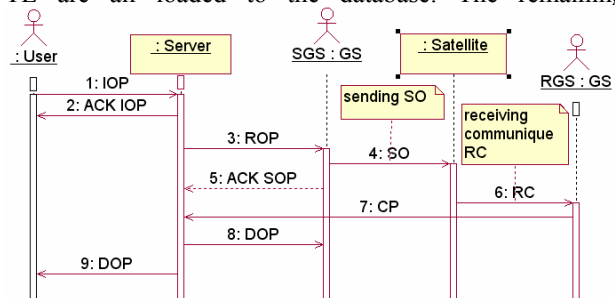 are all loaded to the database. The remaining
: User
: Server
SGS : GS
: Satellite
RGS : GS
sending SO
receiving
communique
RC
1: IOP
2: ACK IOP
3: ROP
4: SO
5: ACK SOP
6: RC
7: CP
8: DOP
9: DOP